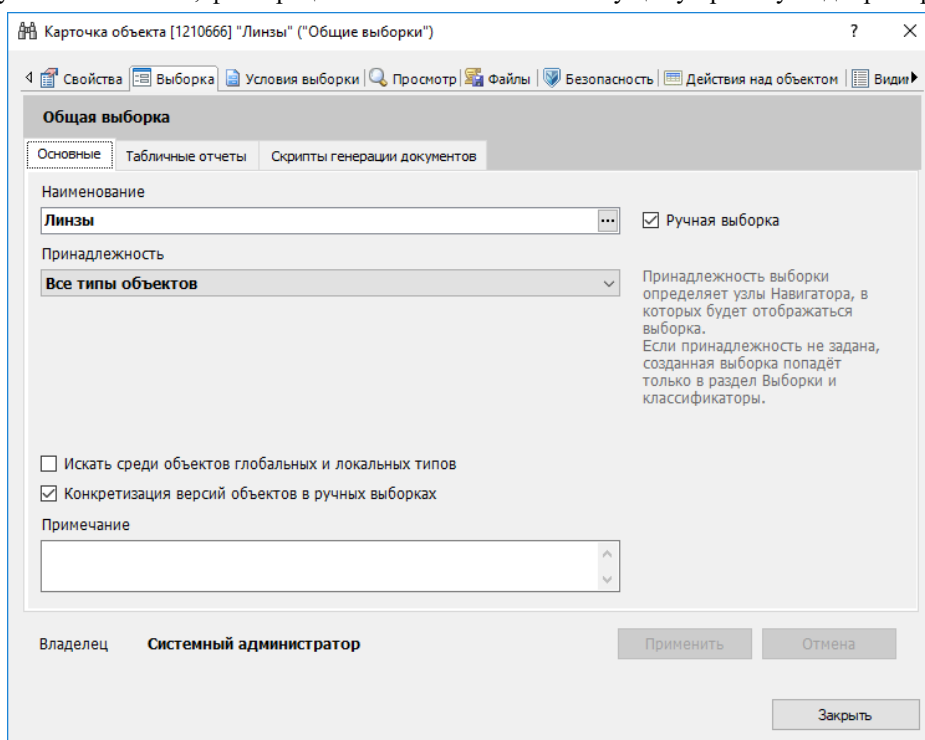 Карточка объекта [1210666] "Линзы" ("Общие выборки") ?
Свойства Выборка Условия выборки Просмотр Файлы Безопасность Действия над объектом
Общая выборка
Основные Табличные отчеты Скрипты генерации документов
Наименование
Линзы ... Ручная выборка
Принадлежность
Все типы объектов
Принадлежность выборки
определяет узлы Навигатора, в
которых будет отображаться
выборка.
Если принадлежность не задана,
созданная выборка попадёт
только в раздел Выборки и
классификаторы.
Искать среди объектов глобальных и локальных типов
Конкретизация версий объектов в ручных выборках
Примечание
Владелец Системный администратор Применить Отмена
Закрыть